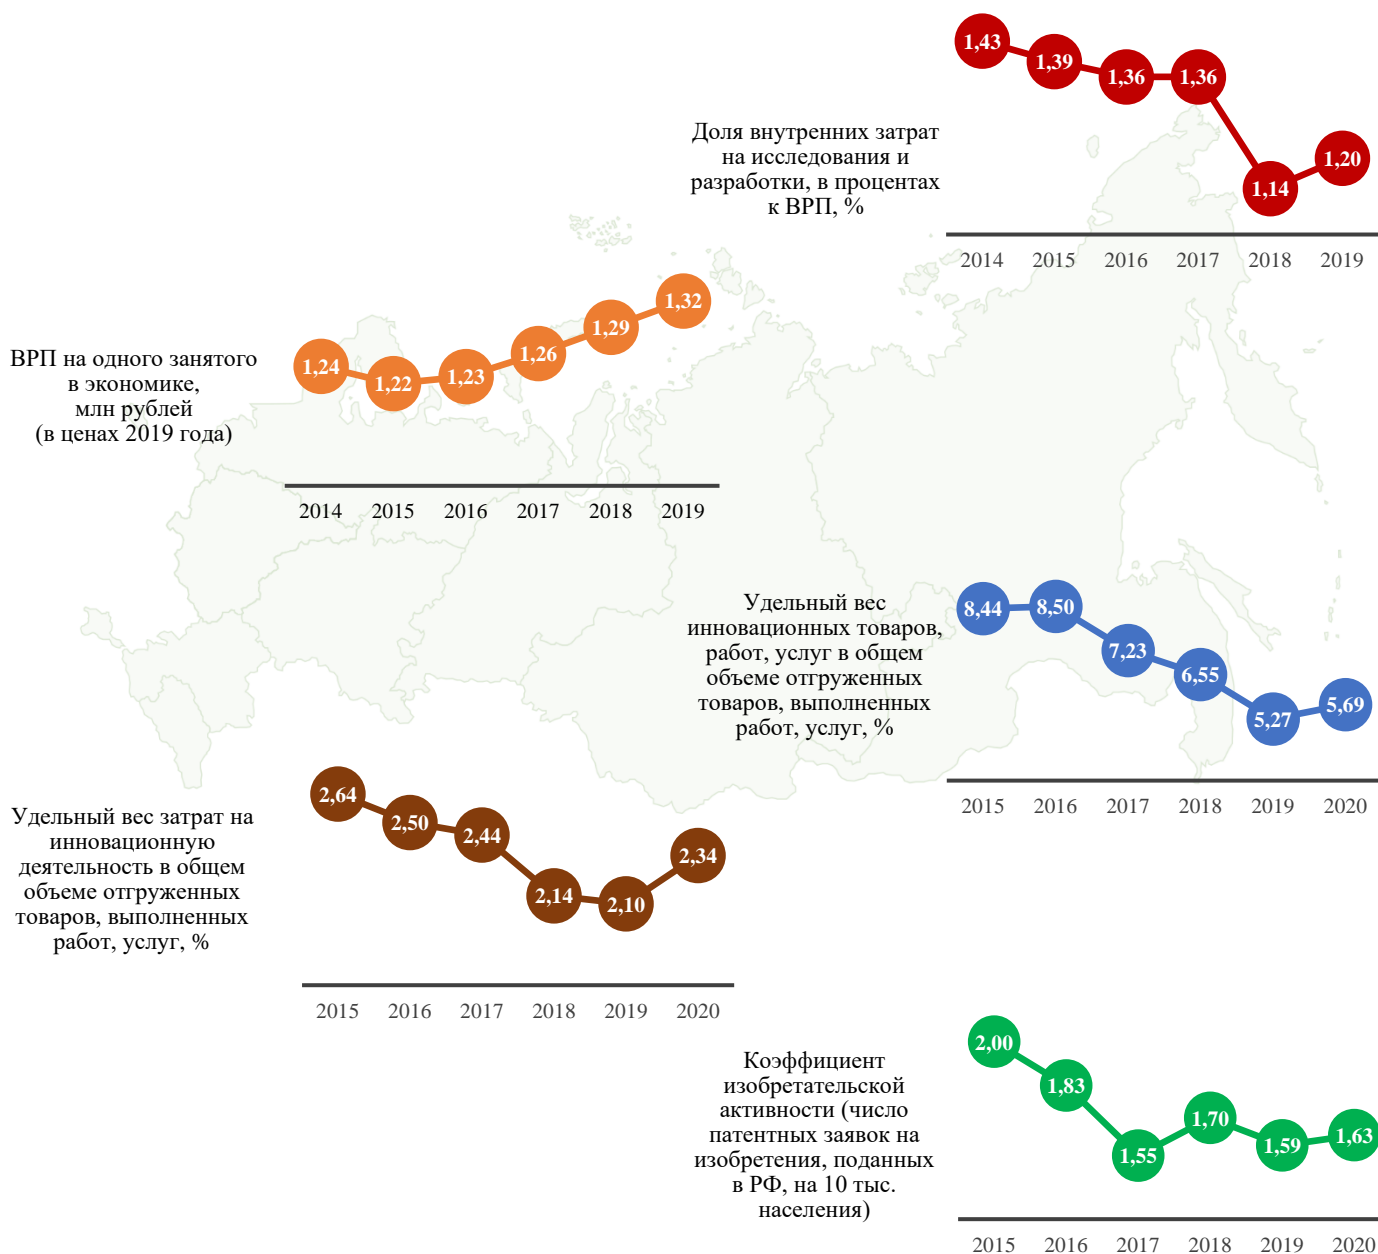 1,43
1,39
1,36
1,36
1,14
1,20
Доля внутренних затрат
на исследования и
разработки, в процентах
к ВРП, %
2014 2015 2016 2017 2018 2019
1,24
1,22
1,23
1,26
1,29
1,32
ВРП на одного занятого
в экономике,
млн рублей
(в ценах 2019 года)
2014 2015 2016 2017 2018 2019
8,44
8,50
7,23
6,55
5,27
5,69
Удельный вес
инновационных товаров,
работ, услуг в общем
объеме отгруженных
товаров, выполненных
работ, услуг, %
2015 2016 2017 2018 2019 2020
2,64
2,50
2,44
2,14
2,10
2,34
Удельный вес затрат на
инновационную
деятельность в общем
объеме отгруженных
товаров, выполненных
работ, услуг, %
2015 2016 2017 2018 2019 2020
2,00
1,83
1,55
1,70
1,59
1,63
Коэффициент
изобретательской
активности (число
патентных заявок на
изобретения, поданных
в РФ, на 10 тыс.
населения)
2015 2016 2017 2018 2019 2020